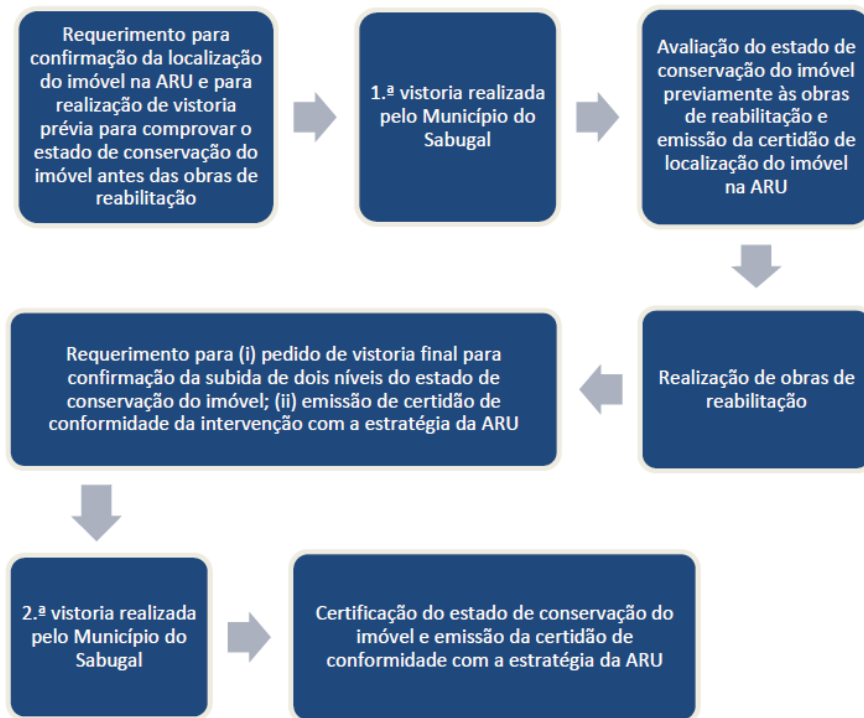 Requerimento para
confirmação da localização
do imóvel na ARU e para
realização de vistoria
prévia para comprovar o
estado de conservação do
imóvel antes das obras de
reabilitação
1.ª vistoria realizada
pelo Município do
Sabugal
Avaliação do estado de
conservação do imóvel
previamente às obras
de reabilitação e
emissão da certidão de
localização do imóvel
na ARU
Realização de obras de
reabilitação
Requerimento para (i) pedido de vistoria final para
confirmação da subida de dois níveis do estado de
conservação do imóvel; (ii) emissão de certidão de
conformidade da intervenção com a estratégia da ARU
2.ª vistoria realizada
pelo Município do
Sabugal
Certificação do estado de conservação do
imóvel e emissão da certidão de
conformidade com a estratégia da ARU